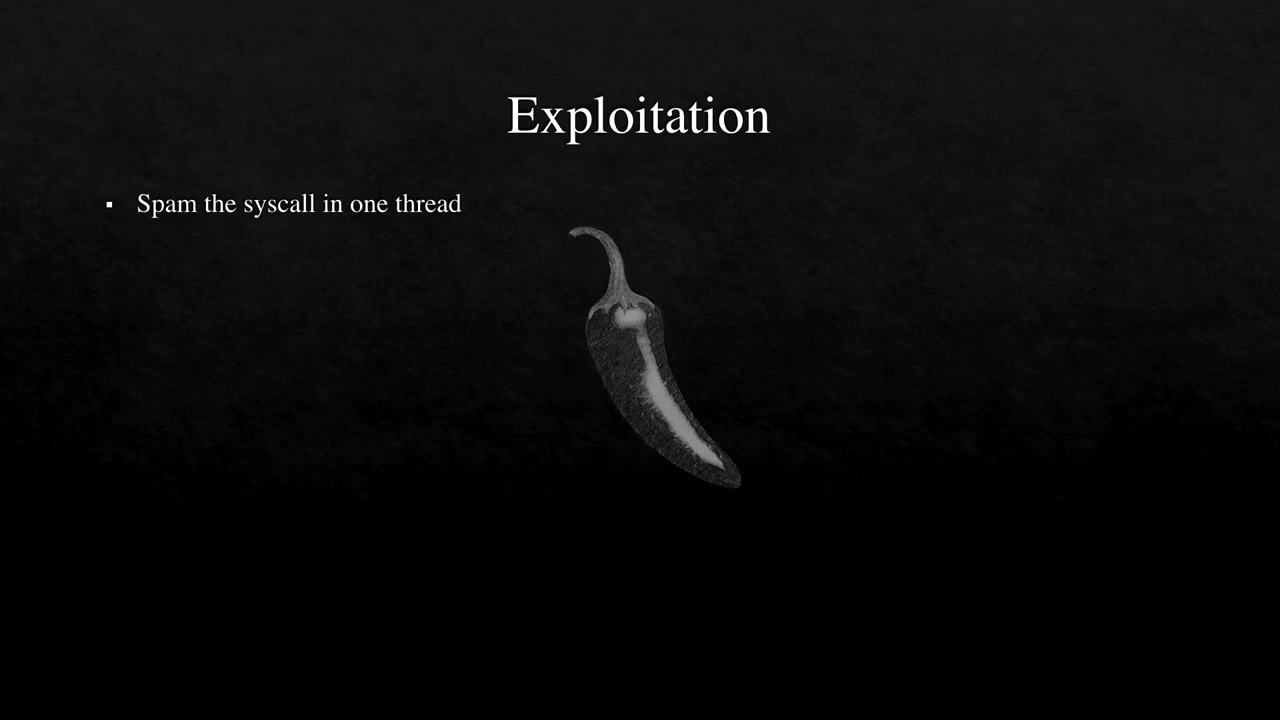 Exploitation
▪ Spam the syscall in one thread